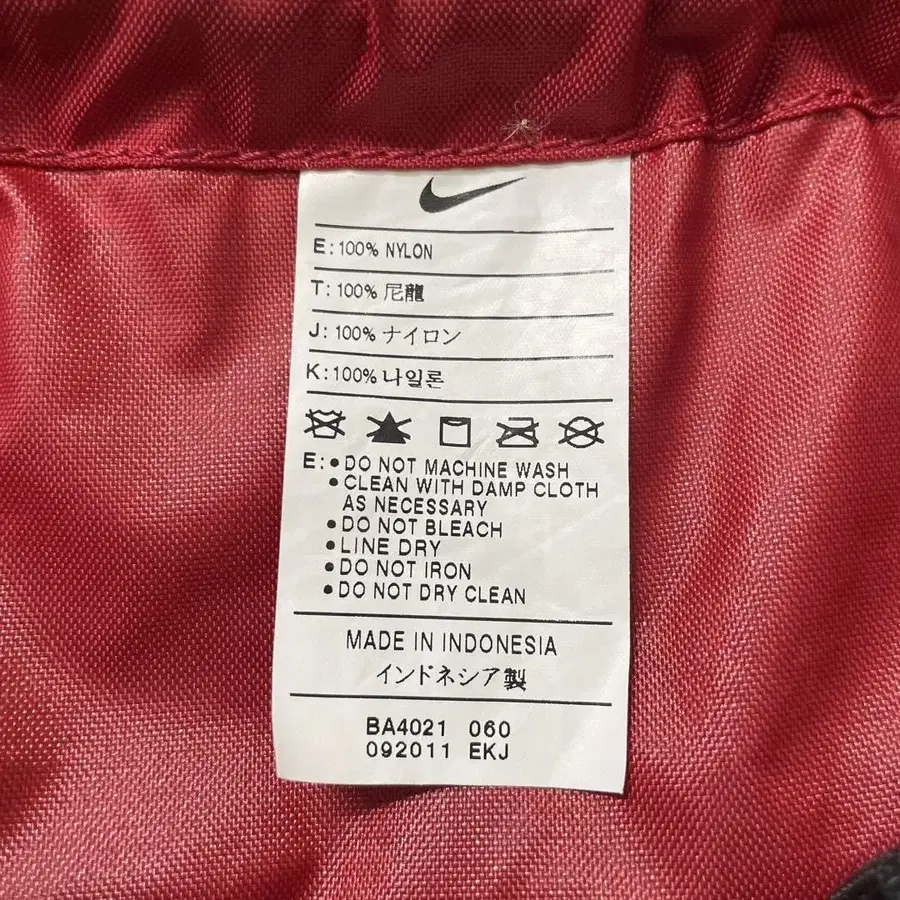 E: 100% NYLON
T: 100% 尼龍
J: 100% ナイロン
K: 100% 나일론
E: •DO NOT MACHINE WASH
•CLEAN WITH DAMP CLOTH
AS NECESSARY
•DO NOT BLEACH
•LINE DRY
•DO NOT IRON
•DO NOT DRY CLEAN
MADE IN INDONESIA
インドネシア製
BA4021 060
092011 EKJ